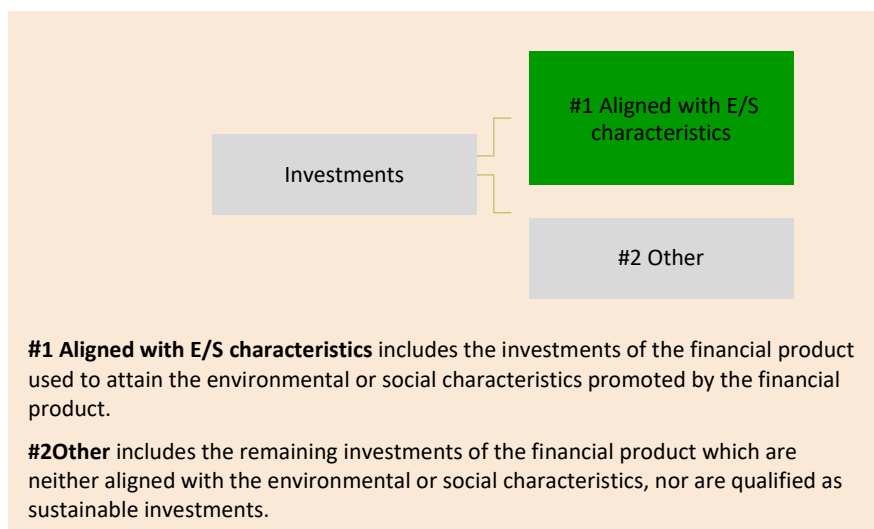 #1 Aligned with E/S
characteristics
Investments
#2 Other
#1 Aligned with E/S characteristics includes the investments of the financial product
used to attain the environmental or social characteristics promoted by the financial
product.
#2Other includes the remaining investments of the financial product which are
neither aligned with the environmental or social characteristics, nor are qualified as
sustainable investments.